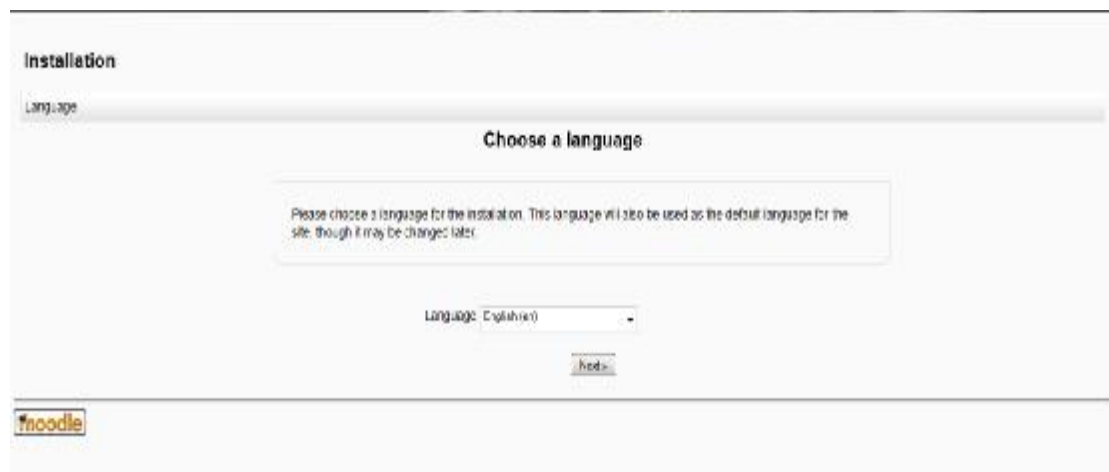 Installation
Language
Choose a language
Please choose a language for the installation. This language will also be used as the default language for the
site, though it may be changed later.
Language English (en)
Next »
moodle